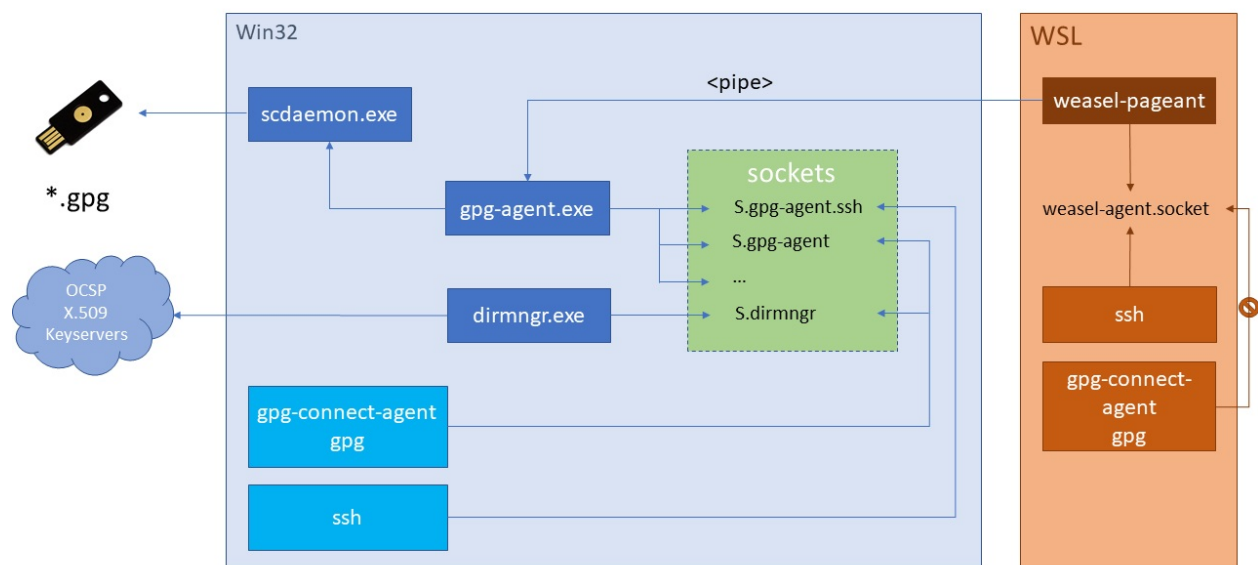 Win32
WSL
<pipe>
scdaemon.exe
weasel-pageant
*.gpg
sockets
gpg-agent.exe
S.gpg-agent.ssh
S.gpg-agent
...
S.dirmngr
weasel-agent.socket
OCSP
X.509
Keyservers
dirmngr.exe
ssh
gpg-connect-agent
gpg
gpg-connect-
agent
gpg
ssh